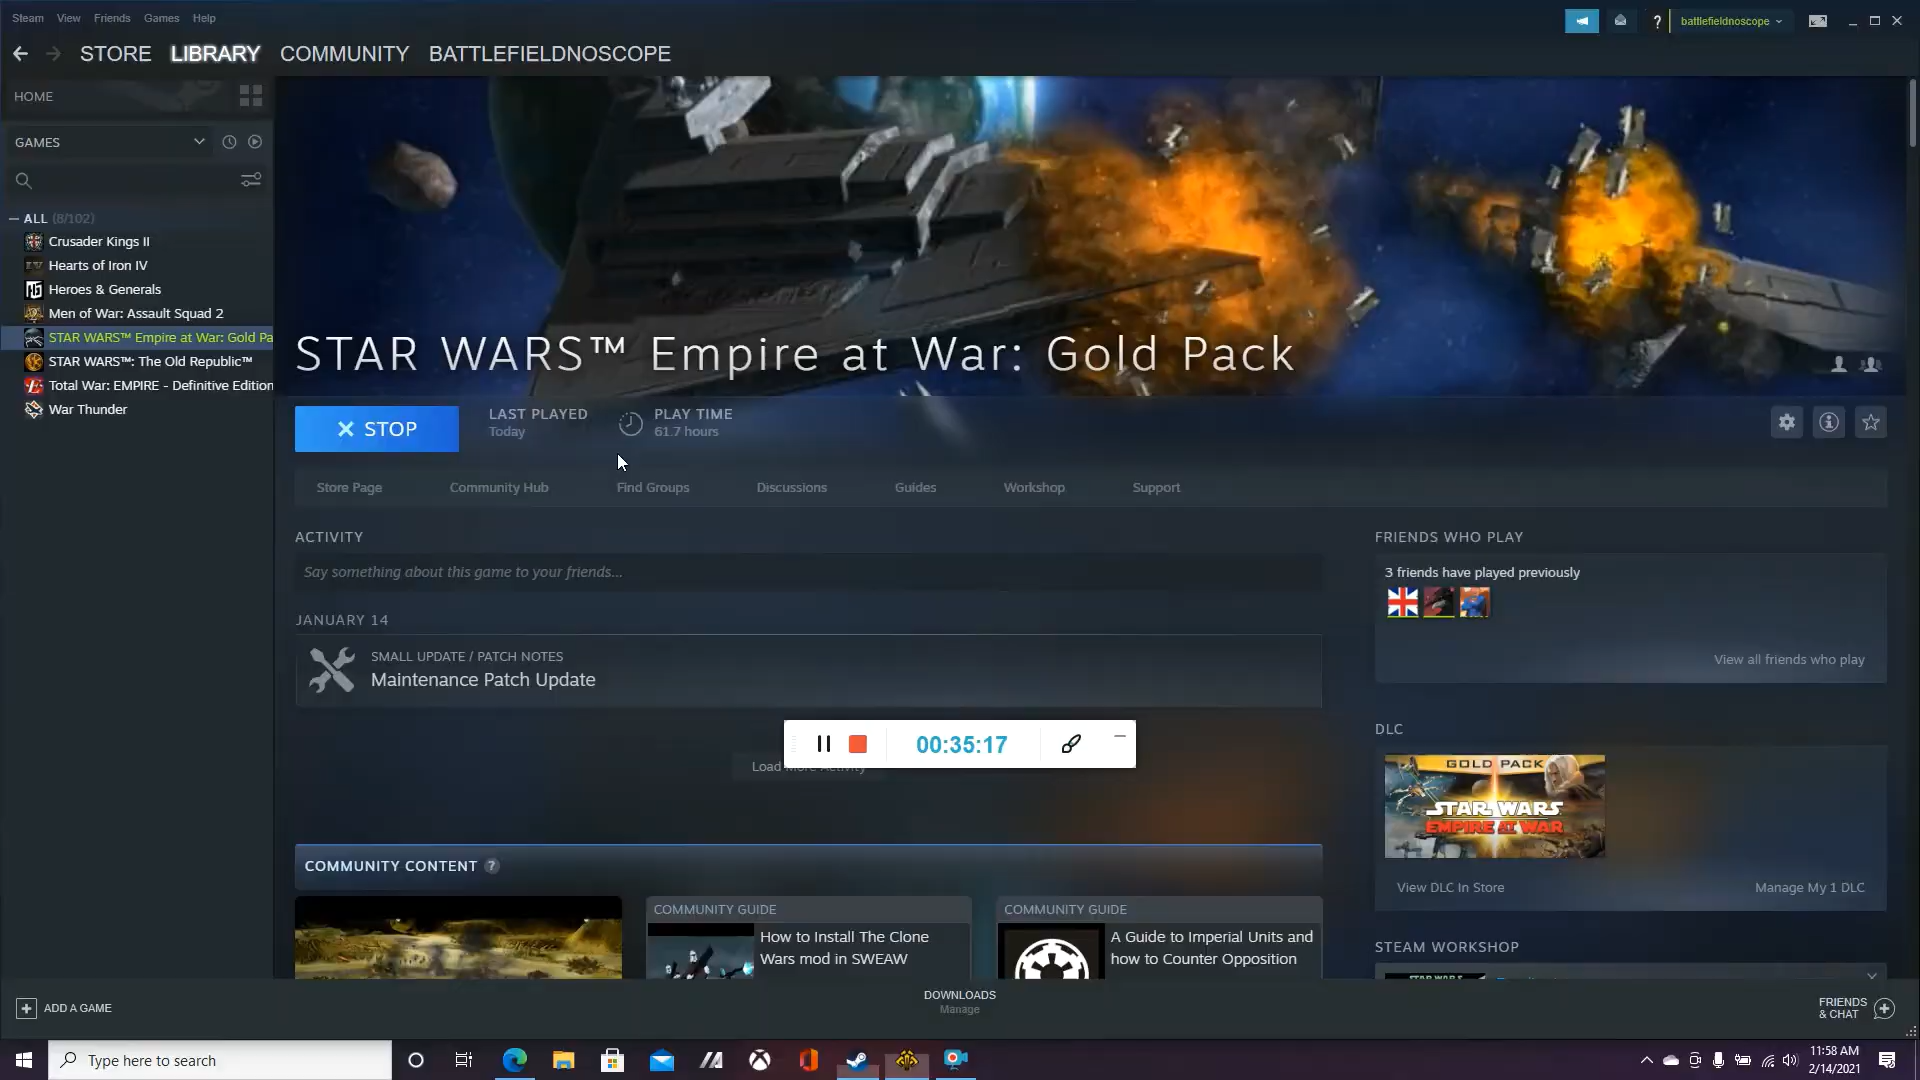 Steam View Friends Games Help
? battlefieldnoscope
STORE LIBRARY COMMUNITY BATTLEFIELDNOSCOPE
HOME
GAMES
ALL (8/102)
Crusader Kings II
Hearts of Iron IV
Heroes & Generals
Men of War: Assault Squad 2
STAR WARS™ Empire at War: Gold Pa
STAR WARS™: The Old Republic™
Total War: EMPIRE - Definitive Edition
War Thunder
STAR WARS™ Empire at War: Gold Pack
STOP
LAST PLAYED
Today
PLAY TIME
61.7 hours
Store Page Community Hub Find Groups Discussions Guides Workshop Support
ACTIVITY
Say something about this game to your friends...
JANUARY 14
SMALL UPDATE / PATCH NOTES
Maintenance Patch Update
00:35:17
Load More Activity
FRIENDS WHO PLAY
3 friends have played previously
View all friends who play
DLC
GOLD PACK
STAR WARS
EMPIRE AT WAR
View DLC In Store
Manage My 1 DLC
STEAM WORKSHOP
COMMUNITY CONTENT ?
COMMUNITY GUIDE
How to Install The Clone
Wars mod in SWEAW
COMMUNITY GUIDE
A Guide to Imperial Units and
how to Counter Opposition
ADD A GAME
DOWNLOADS
Manage
FRIENDS
& CHAT
Type here to search
11:58 AM
2/14/2021